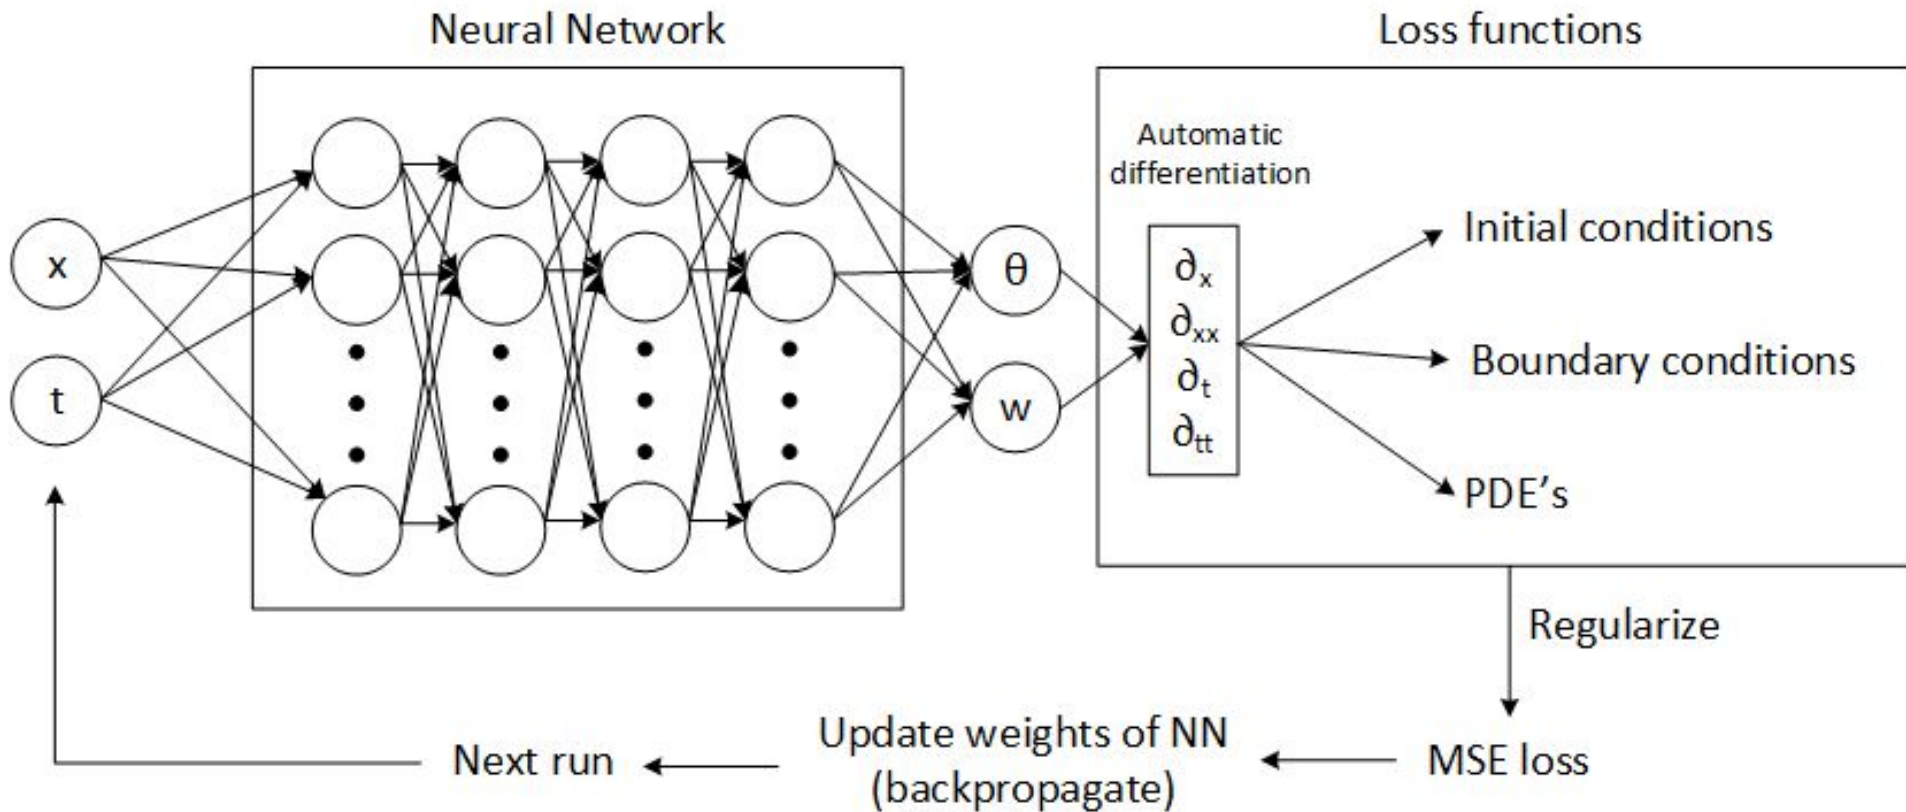 Neural Network
Loss functions
x
t
θ
w
Automatic
differentiation
∂x
∂xx
∂t
∂tt
Initial conditions
Boundary conditions
PDE's
Regularize
MSE loss
Update weights of NN
(backpropagate)
Next run